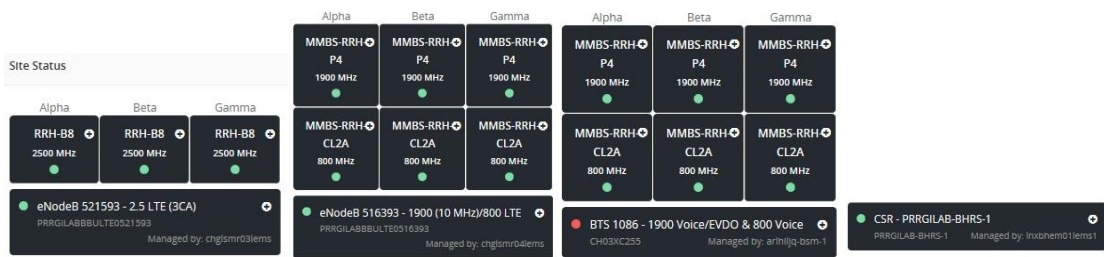 Site Status
Alpha Beta Gamma
RRH-B8 RRH-B8 RRH-B8
2500 MHz 2500 MHz 2500 MHz
eNodeB 521593 - 2.5 LTE (3CA)
PRRGILABBBULTE0521593
Managed by: chglsmr03lems
Alpha Beta Gamma
MMBS-RRH- MMBS-RRH- MMBS-RRH-
P4 P4 P4
1900 MHz 1900 MHz 1900 MHz
MMBS-RRH- MMBS-RRH- MMBS-RRH-
CL2A CL2A CL2A
800 MHz 800 MHz 800 MHz
eNodeB 516393 - 1900 (10 MHz)/800 LTE
PRRGILABBBULTE0516393
Managed by: chglsmr04lems
Alpha Beta Gamma
MMBS-RRH- MMBS-RRH- MMBS-RRH-
P4 P4 P4
1900 MHz 1900 MHz 1900 MHz
MMBS-RRH- MMBS-RRH- MMBS-RRH-
CL2A CL2A CL2A
800 MHz 800 MHz 800 MHz
BTS 1086 - 1900 Voice/EVDO & 800 Voice
CH03XC255 Managed by: arlhiljq-bsm-1
CSR - PRRGILAB-BHRS-1
PRRGILAB-BHRS-1 Managed by: lnxbhem01lems1